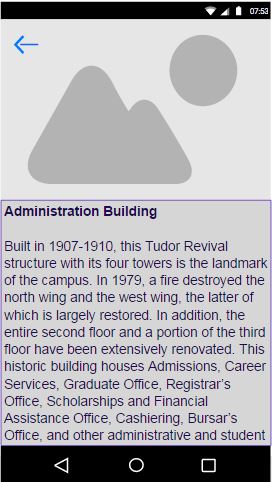 07:53
Administration Building
Built in 1907-1910, this Tudor Revival
structure with its four towers is the landmark
of the campus. In 1979, a fire destroyed the
north wing and the west wing, the latter of
which is largely restored. In addition, the
entire second floor and a portion of the third
floor have been extensively renovated. This
historic building houses Admissions, Career
Services, Graduate Office, Registrar's
Office, Scholarships and Financial
Assistance Office, Cashiering, Bursar's
Office, and other administrative and student